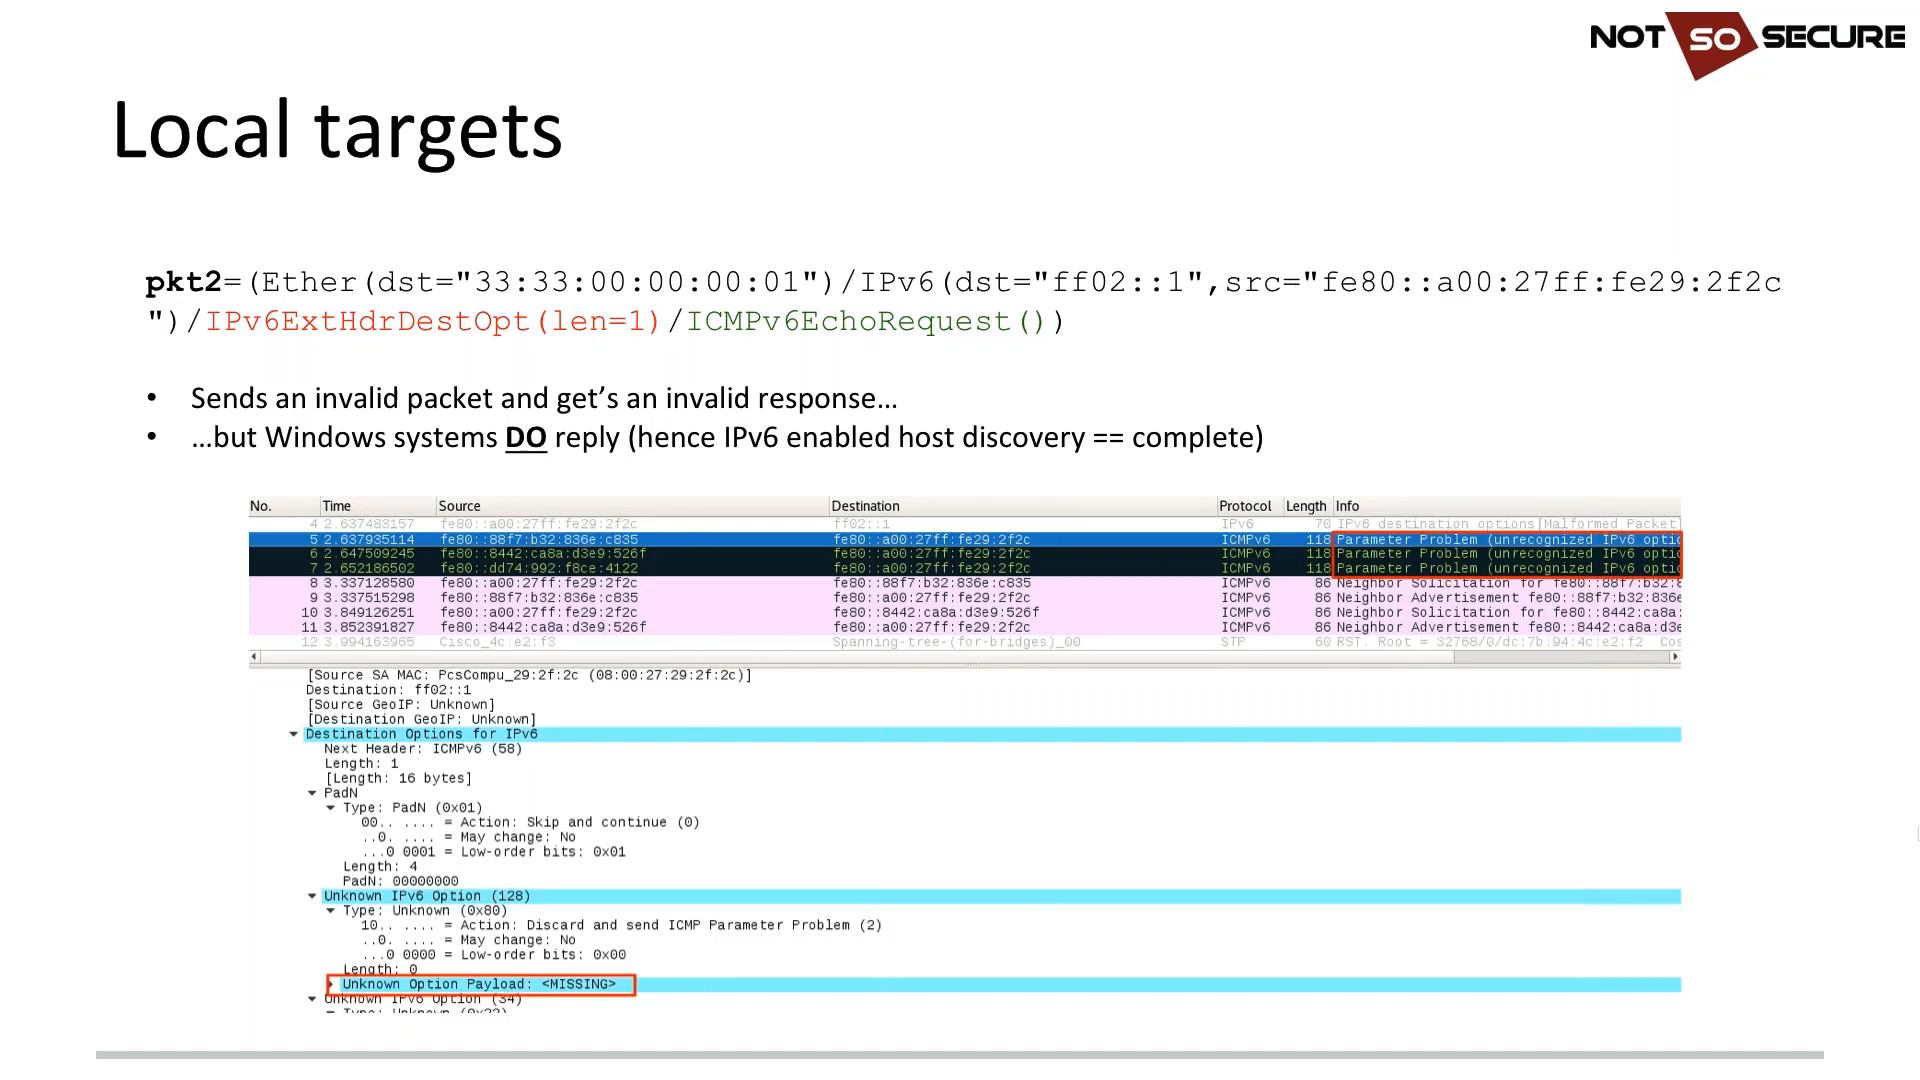 NOT SO SECURE
Local targets
pkt2=(Ether(dst="33:33:00:00:00:01")/IPv6(dst="ff02::1",src="fe80::a00:27ff:fe29:2f2c
")/IPv6ExtHdrDestOpt(len=1)/ICMPv6EchoRequest())
• Sends an invalid packet and get’s an invalid response…
• …but Windows systems DO reply (hence IPv6 enabled host discovery == complete)
No. Time Source Destination Protocol Length Info
4 2.637483157 fe80::a00:27ff:fe29:2f2c ff02::1 IPv6 70 IPv6 destination options[Malformed Packet]
5 2.637935114 fe80::88f7:b32:836e:c835 fe80::a00:27ff:fe29:2f2c ICMPv6 118 Parameter Problem (unrecognized IPv6 optio
6 2.647509245 fe80::8442:ca8a:d3e9:526f fe80::a00:27ff:fe29:2f2c ICMPv6 118 Parameter Problem (unrecognized IPv6 optio
7 2.652186502 fe80::dd74:992:f8ce:4122 fe80::a00:27ff:fe29:2f2c ICMPv6 118 Parameter Problem (unrecognized IPv6 optio
8 3.337128580 fe80::a00:27ff:fe29:2f2c fe80::88f7:b32:836e:c835 ICMPv6 86 Neighbor Solicitation for fe80::88f7:b32:8
9 3.337515298 fe80::88f7:b32:836e:c835 fe80::a00:27ff:fe29:2f2c ICMPv6 86 Neighbor Advertisement fe80::88f7:b32:836e
10 3.849126251 fe80::a00:27ff:fe29:2f2c fe80::8442:ca8a:d3e9:526f ICMPv6 86 Neighbor Solicitation for fe80::8442:ca8a:
11 3.852391827 fe80::8442:ca8a:d3e9:526f fe80::a00:27ff:fe29:2f2c ICMPv6 86 Neighbor Advertisement fe80::8442:ca8a:d3e
12 3.994163965 Cisco_4c:e2:f3 Spanning-tree-(for-bridges)_00 STP 60 RST. Root = 32768/0/dc:7b:94:4c:e2:f2 Cos
[Source SA MAC: PcsCompu_29:2f:2c (08:00:27:29:2f:2c)]
Destination: ff02::1
[Source GeoIP: Unknown]
[Destination GeoIP: Unknown]
Destination Options for IPv6
Next Header: ICMPv6 (58)
Length: 1
[Length: 16 bytes]
PadN
Type: PadN (0x01)
00.. .... = Action: Skip and continue (0)
..0. .... = May change: No
...0 0001 = Low-order bits: 0x01
Length: 4
PadN: 00000000
Unknown IPv6 Option (128)
Type: Unknown (0x80)
10.. .... = Action: Discard and send ICMP Parameter Problem (2)
..0. .... = May change: No
...0 0000 = Low-order bits: 0x00
Length: 0
Unknown Option Payload: <MISSING>
Unknown IPv6 Option (34)
Type: Unknown (0x22)